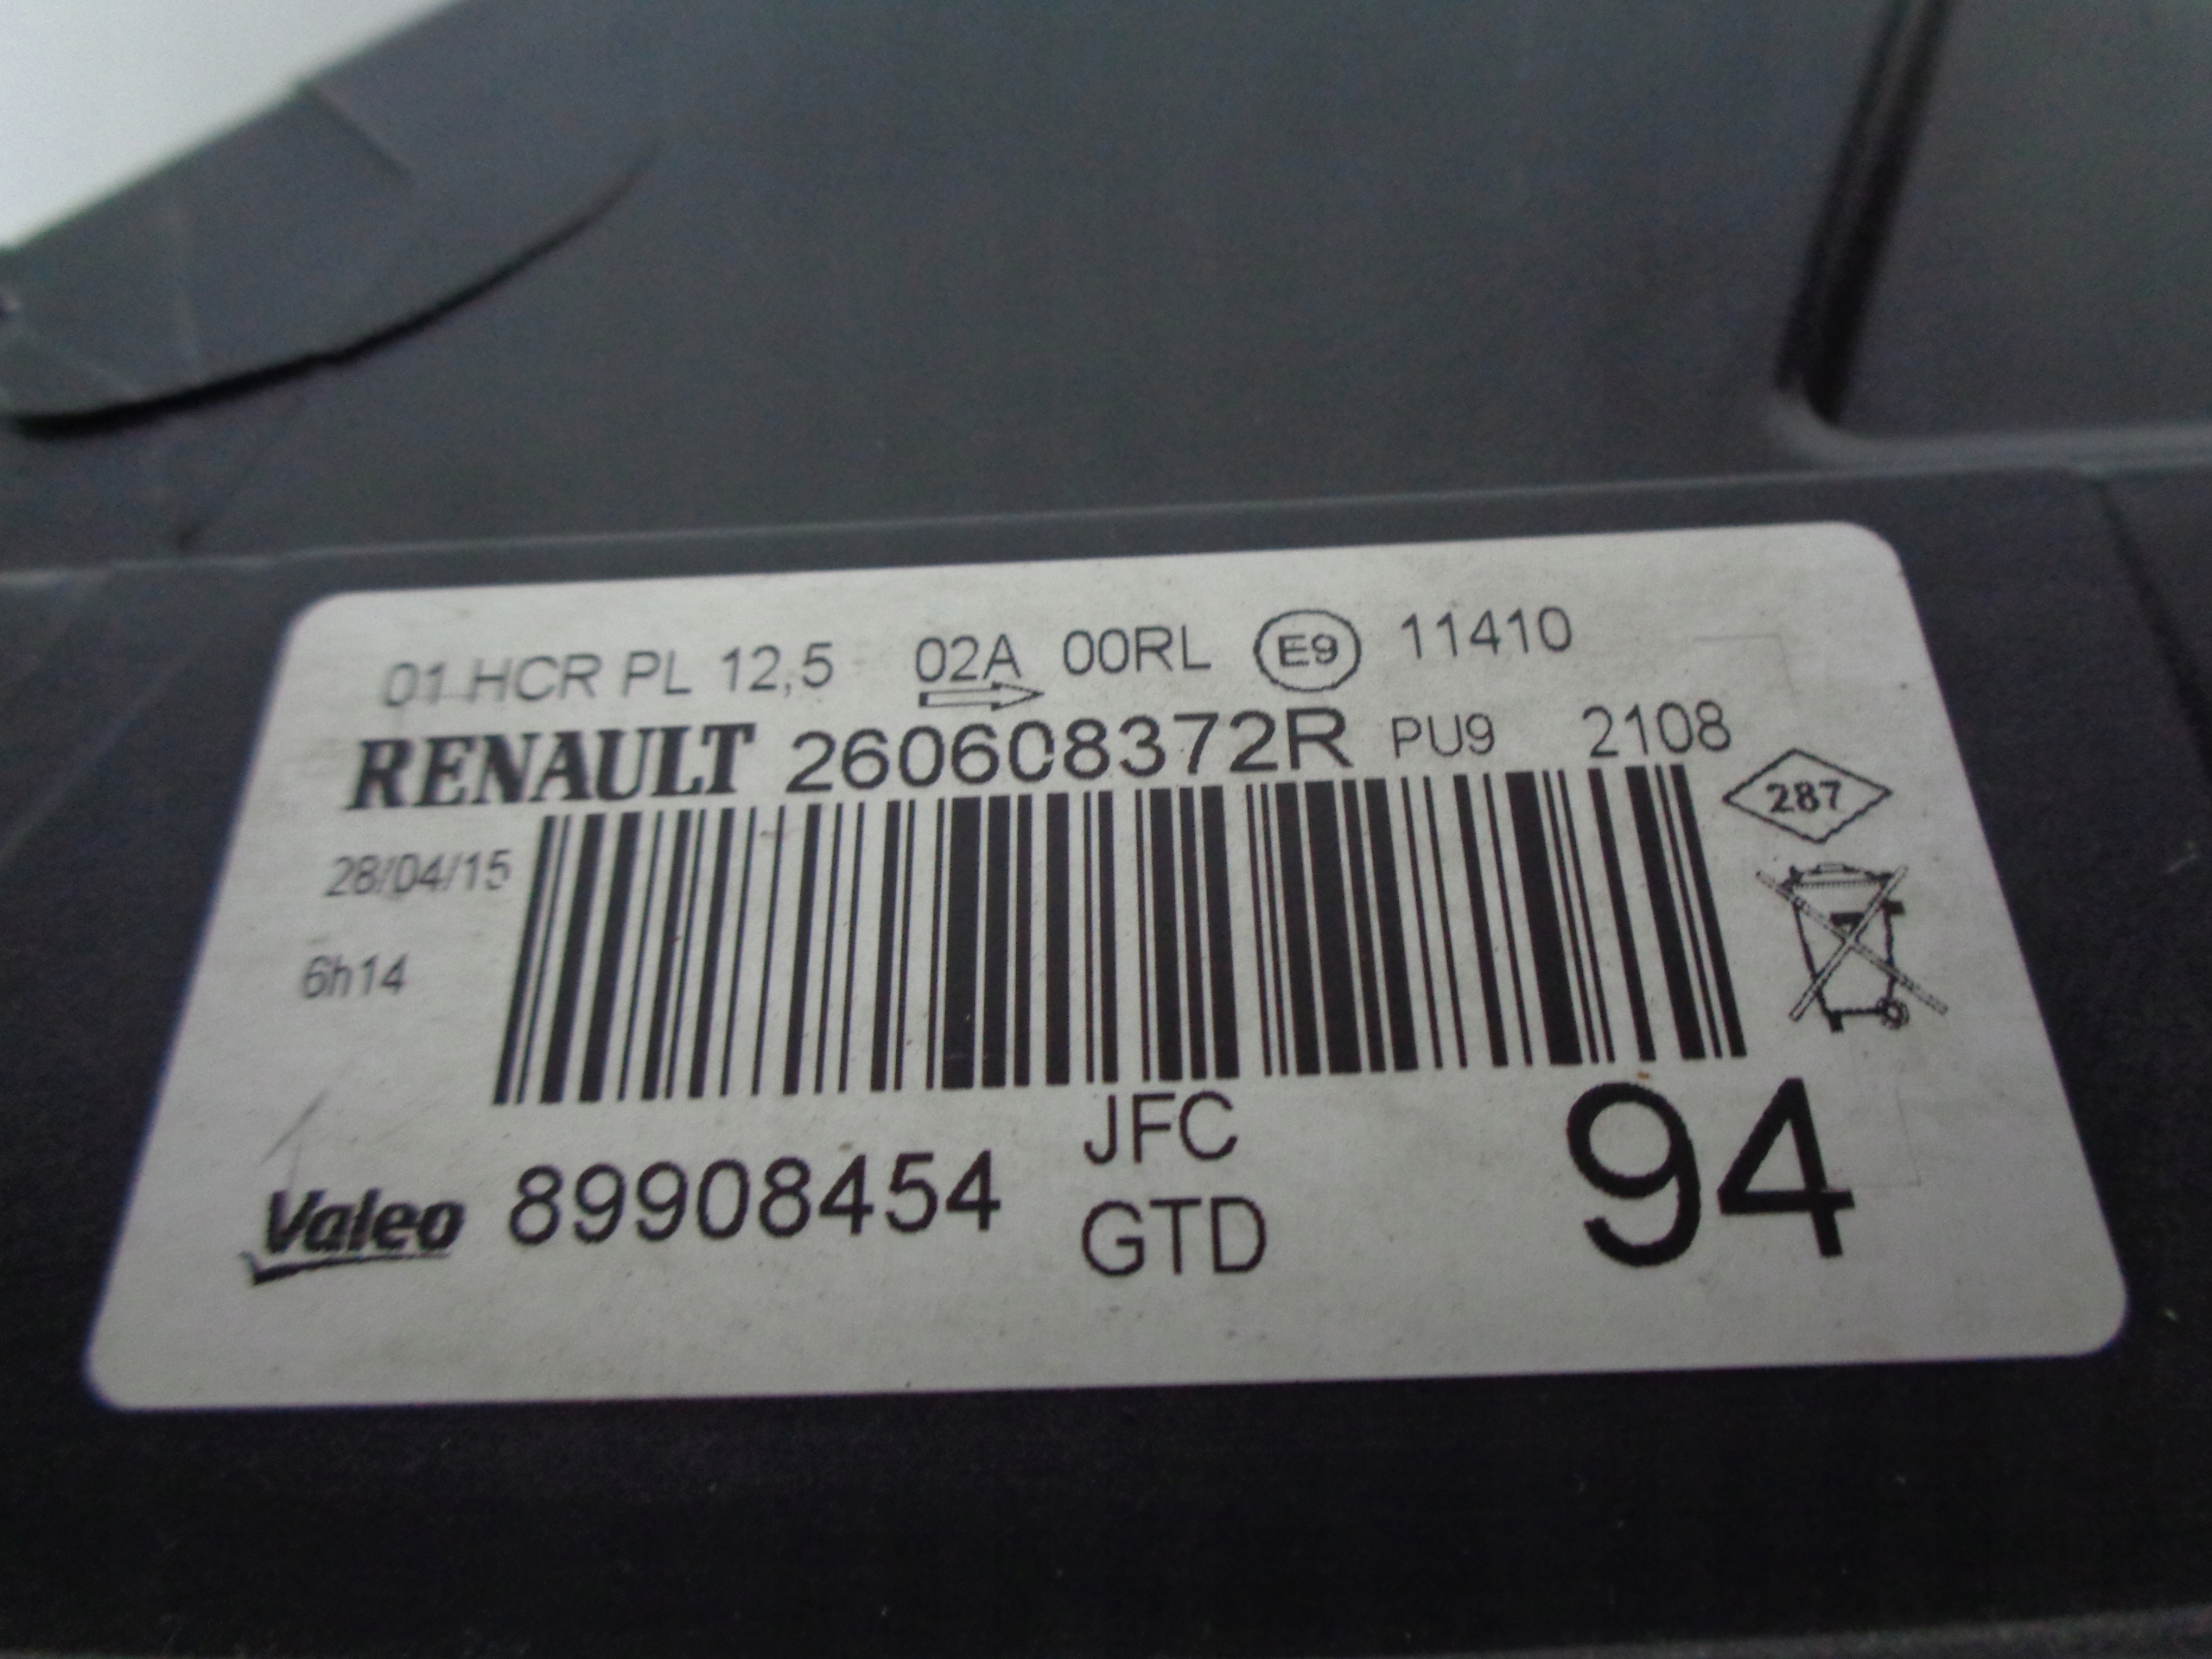 01 HCR PL 12,5 02A 00RL E9 11410
RENAULT 260608372R PU9 2108
287
28/04/15
6h14
JFC
Valeo 89908454
GTD
94